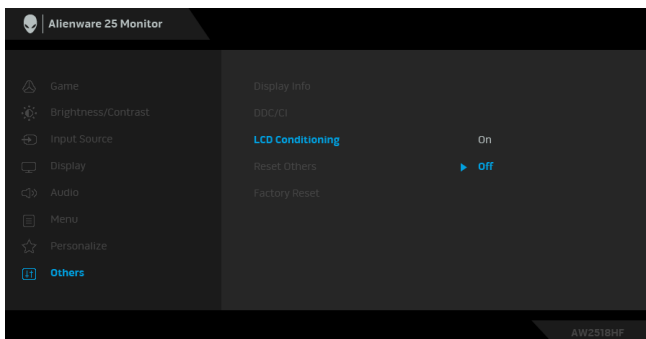 Alienware 25 Monitor
Game
Display Info
Brightness/Contrast
DDC/CI
Input Source
LCD Conditioning
On
Display
Reset Others
Off
Audio
Factory Reset
Menu
Personalize
Others
AW2518HF